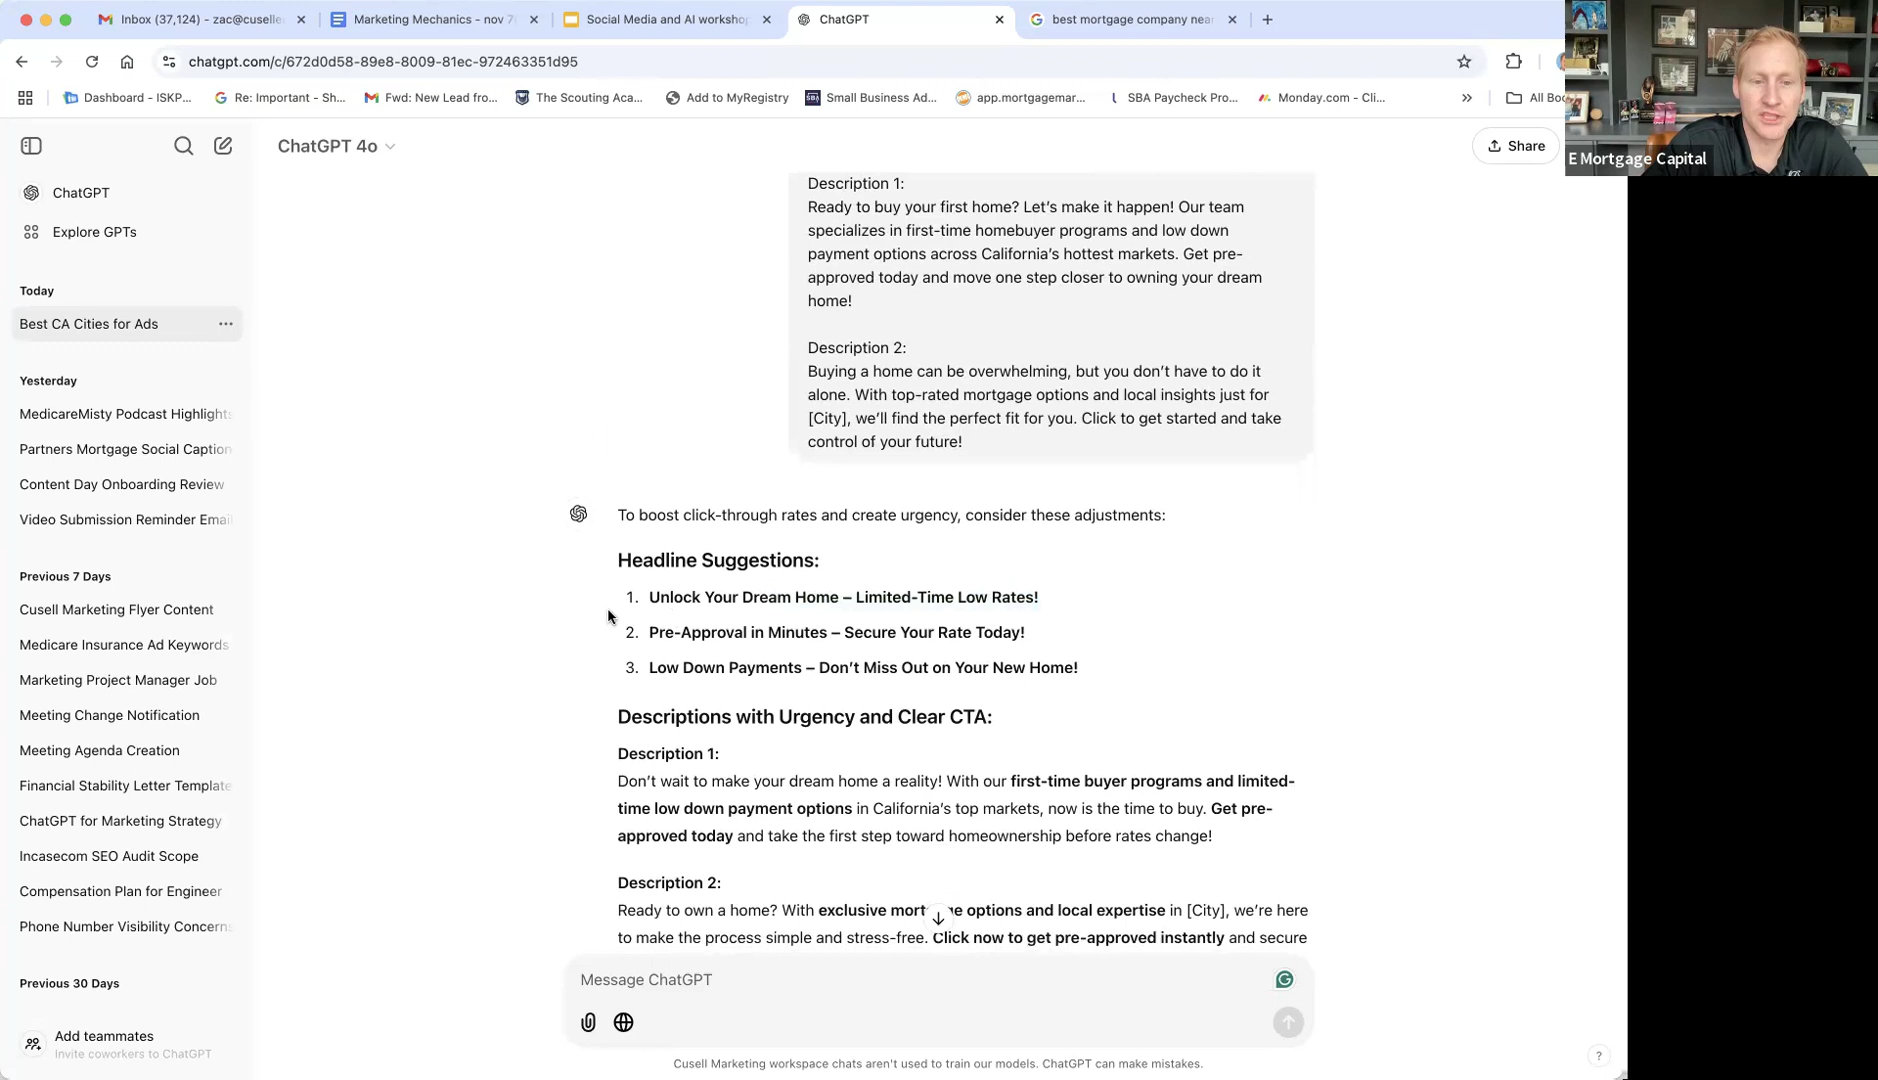 Inbox (37,124) - zac@cuselle
Marketing Mechanics - nov 7
Social Media and AI workshop
ChatGPT
best mortgage company near
chatgpt.com/c/672d0d58-89e8-8009-81ec-972463351d95
Dashboard - ISKP...
Re: Important - Sh...
Fwd: New Lead fro...
The Scouting Aca...
Add to MyRegistry
SBA
Small Business Ad...
app.mortgagemar...
SBA Paycheck Pro...
Monday.com - Cli...
All Boo
E Mortgage Capital
ChatGPT 4o
Share
ChatGPT
Explore GPTs
Today
Best CA Cities for Ads
Yesterday
MedicareMisty Podcast Highlights
Partners Mortgage Social Caption
Content Day Onboarding Review
Video Submission Reminder Emai
Previous 7 Days
Cusell Marketing Flyer Content
Medicare Insurance Ad Keywords
Marketing Project Manager Job
Meeting Change Notification
Meeting Agenda Creation
Financial Stability Letter Template
ChatGPT for Marketing Strategy
Incasecom SEO Audit Scope
Compensation Plan for Engineer
Phone Number Visibility Concerns
Previous 30 Days
Add teammates
Invite coworkers to ChatGPT
Description 1:
Ready to buy your first home? Let's make it happen! Our team
specializes in first-time homebuyer programs and low down
payment options across California's hottest markets. Get pre-
approved today and move one step closer to owning your dream
home!
Description 2:
Buying a home can be overwhelming, but you don't have to do it
alone. With top-rated mortgage options and local insights just for
[City], we'll find the perfect fit for you. Click to get started and take
control of your future!
To boost click-through rates and create urgency, consider these adjustments:
Headline Suggestions:
1. Unlock Your Dream Home – Limited-Time Low Rates!
2. Pre-Approval in Minutes – Secure Your Rate Today!
3. Low Down Payments – Don't Miss Out on Your New Home!
Descriptions with Urgency and Clear CTA:
Description 1:
Don't wait to make your dream home a reality! With our first-time buyer programs and limited-
time low down payment options in California's top markets, now is the time to buy. Get pre-
approved today and take the first step toward homeownership before rates change!
Description 2:
Ready to own a home? With exclusive mortgage options and local expertise in [City], we're here
to make the process simple and stress-free. Click now to get pre-approved instantly and secure
Message ChatGPT
Cusell Marketing workspace chats aren't used to train our models. ChatGPT can make mistakes.
?